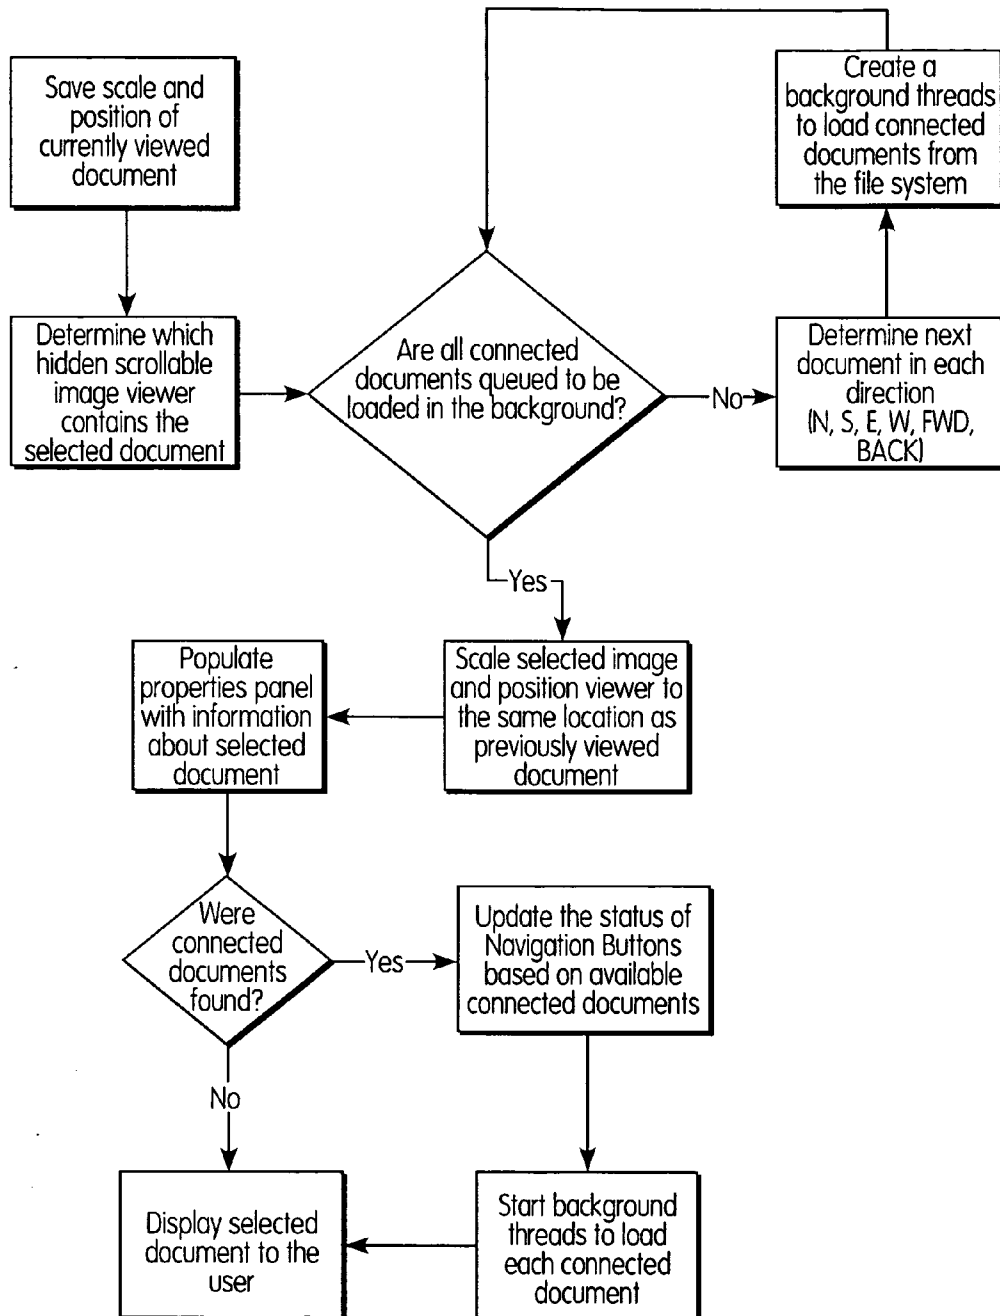 Save scale and
position of
currently viewed
document
Create a
background threads
to load connected
documents from
the file system
Determine which
hidden scrollable
image viewer
contains the
selected document
Are all connected
documents queued to be
loaded in the background?
No
Determine next
document in each
direction
(N, S, E, W, FWD,
BACK)
Yes
Populate
properties panel
with information
about selected
document
Scale selected image
and position viewer to
the same location as
previously viewed
document
Were
connected
documents
found?
Yes
Update the status of
Navigation Buttons
based on available
connected documents
No
Display selected
document to the
user
Start background
threads to load
each connected
document